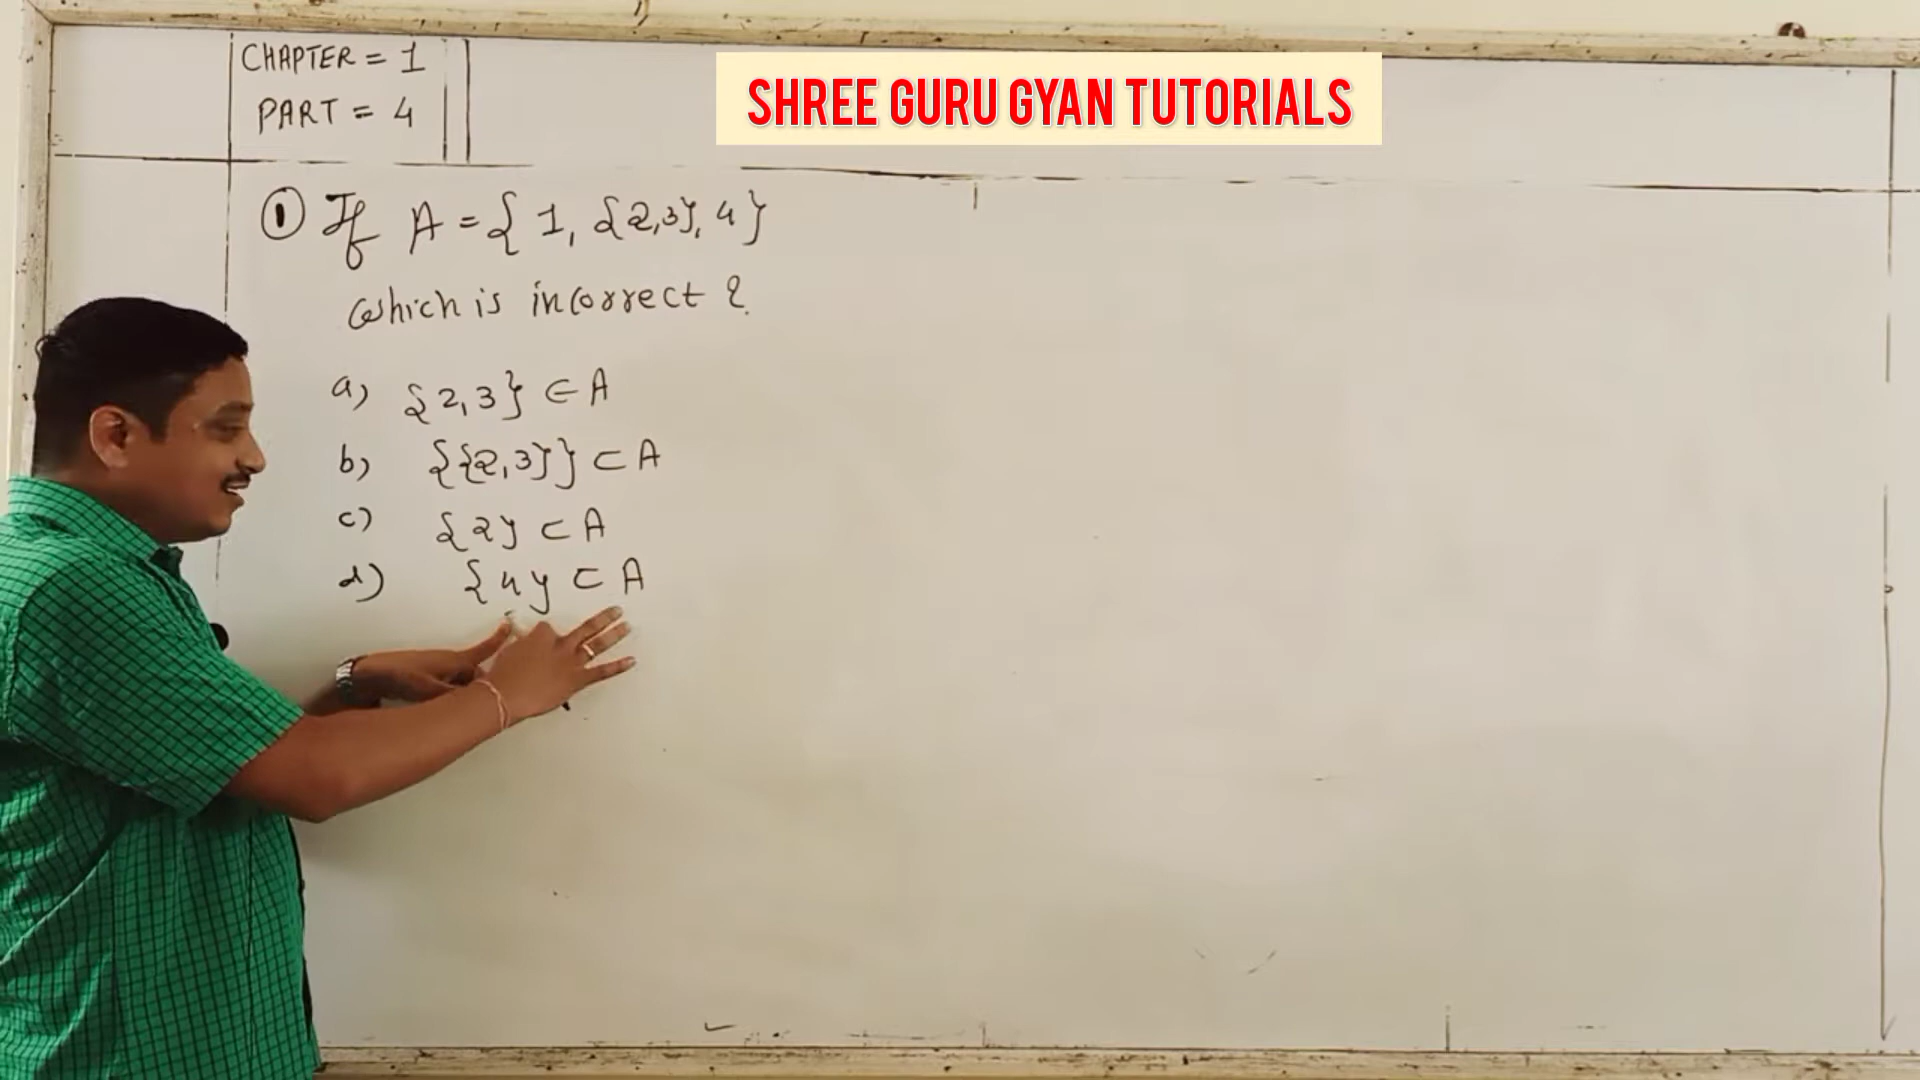 CHAPTER = 1
PART = 4
SHREE GURU GYAN TUTORIALS
① If A = { 1, {2,3}, 4 }
Which is incorrect ?
a) {2,3} ∈ A
b) {{2,3}} ⊂ A
c) {2} ⊂ A
d) {4} ⊂ A